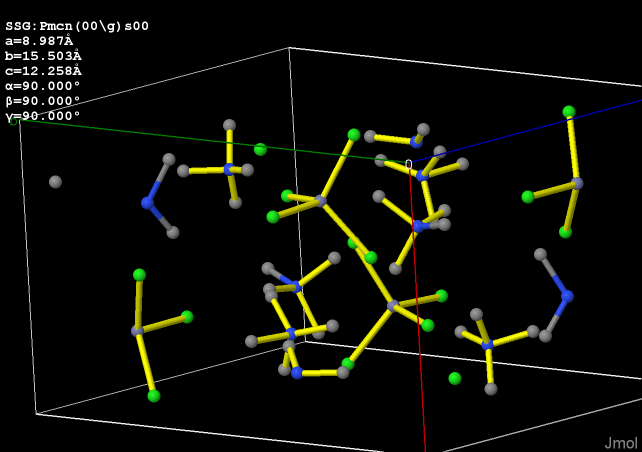 SSG:Pmcn(00\g)s00
a=8.987Å
b=15.503Å
c=12.258Å
α=90.000°
β=90.000°
γ=90.000°
0
Jmol